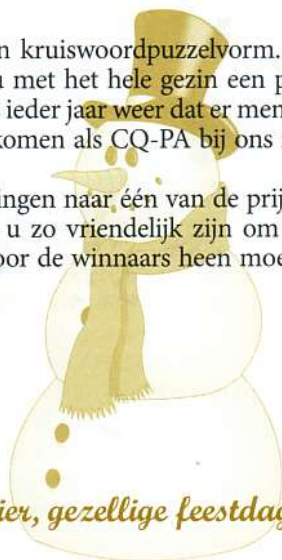 n kruiswoordpuzzelvorm.
u met het hele gezin een p
ieder jaar weer dat er men
komen als CQ-PA bij ons
ingen naar één van de prij
u zo vriendelijk zijn om
oor de winnaars heen moe
ier, gezellige feestdag